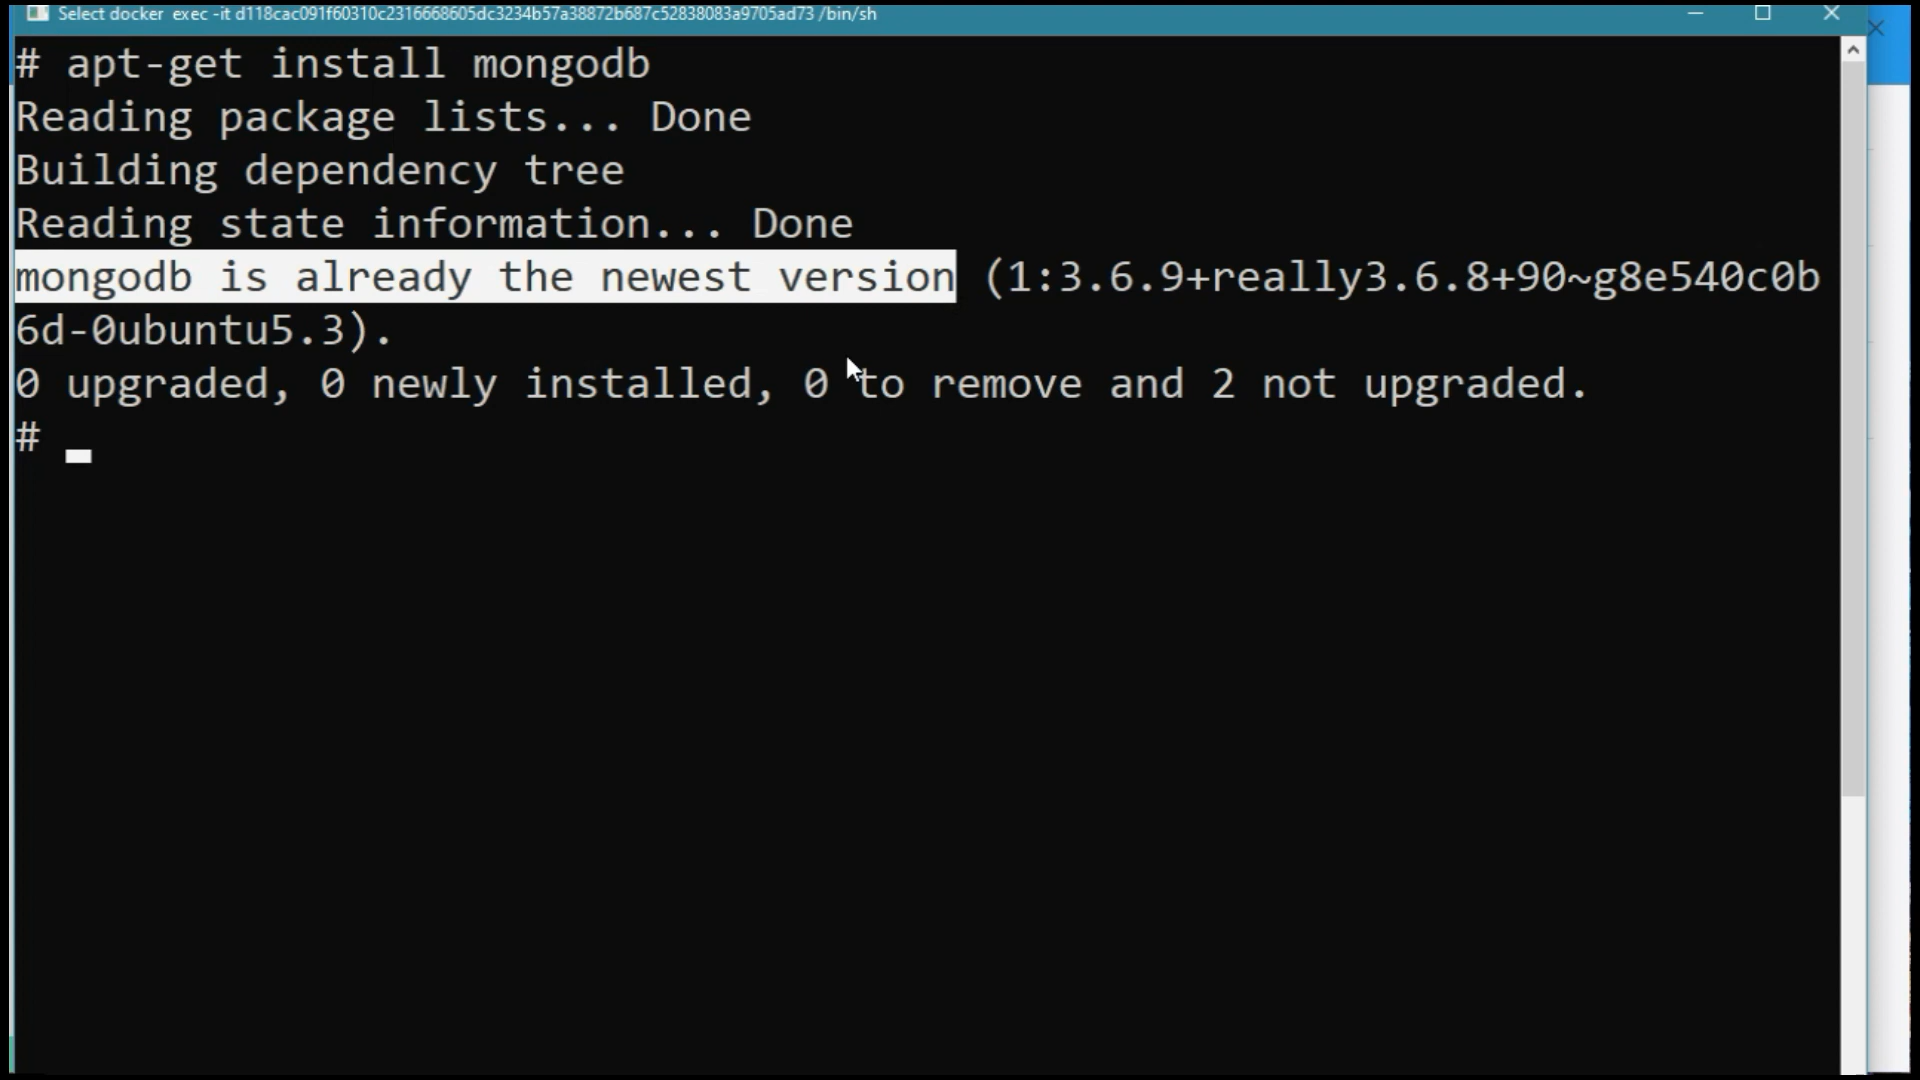 Select docker exec -it d118cac091f60310c2316668605dc3234b57a38872b687c52838083a9705ad73 /bin/sh
# apt-get install mongodb
Reading package lists... Done
Building dependency tree
Reading state information... Done
mongodb is already the newest version (1:3.6.9+really3.6.8+90~g8e540c0b
6d-0ubuntu5.3).
0 upgraded, 0 newly installed, 0 to remove and 2 not upgraded.
#